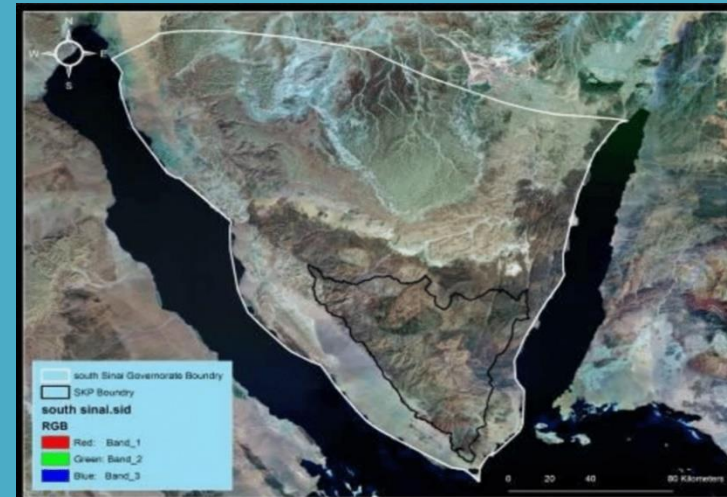 N
W E
S
south Sinai Governorate Boundry
SKP Boundry
south sinai.sid
RGB
Red: Band_1
Green: Band_2
Blue: Band_3
0 20 40 80 Kilometers